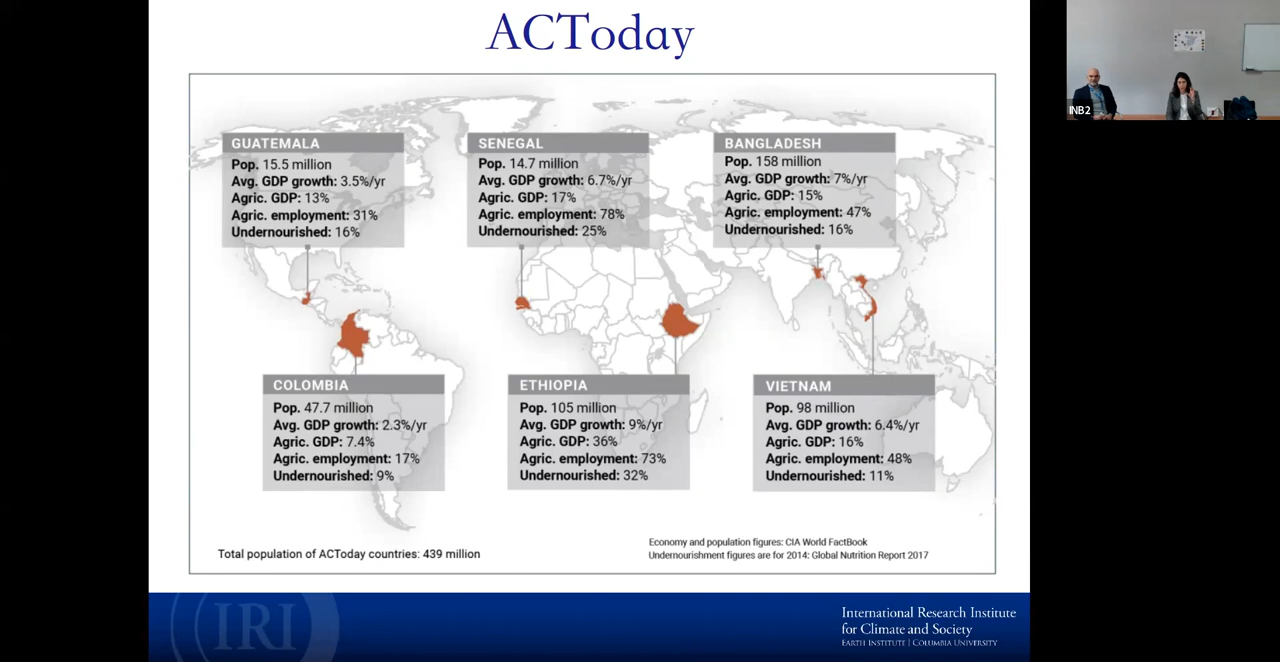 ACToday
GUATEMALA
Pop. 15.5 million
Avg. GDP growth: 3.5%/yr
Agric. GDP: 13%
Agric. employment: 31%
Undernourished: 16%
SENEGAL
Pop. 14.7 million
Avg. GDP growth: 6.7%/yr
Agric. GDP: 17%
Agric. employment: 78%
Undernourished: 25%
BANGLADESH
Pop. 158 million
Avg. GDP growth: 7%/yr
Agric. GDP: 15%
Agric. employment: 47%
Undernourished: 16%
COLOMBIA
Pop. 47.7 million
Avg. GDP growth: 2.3%/yr
Agric. GDP: 7.4%
Agric. employment: 17%
Undernourished: 9%
ETHIOPIA
Pop. 105 million
Avg. GDP growth: 9%/yr
Agric. GDP: 36%
Agric. employment: 73%
Undernourished: 32%
VIETNAM
Pop. 98 million
Avg. GDP growth: 6.4%/yr
Agric. GDP: 16%
Agric. employment: 48%
Undernourished: 11%
Total population of ACToday countries: 439 million
Economy and population figures: CIA World FactBook
Undernourishment figures are for 2014: Global Nutrition Report 2017
IRI
International Research Institute
for Climate and Society
EARTH INSTITUTE | COLUMBIA UNIVERSITY
INB2